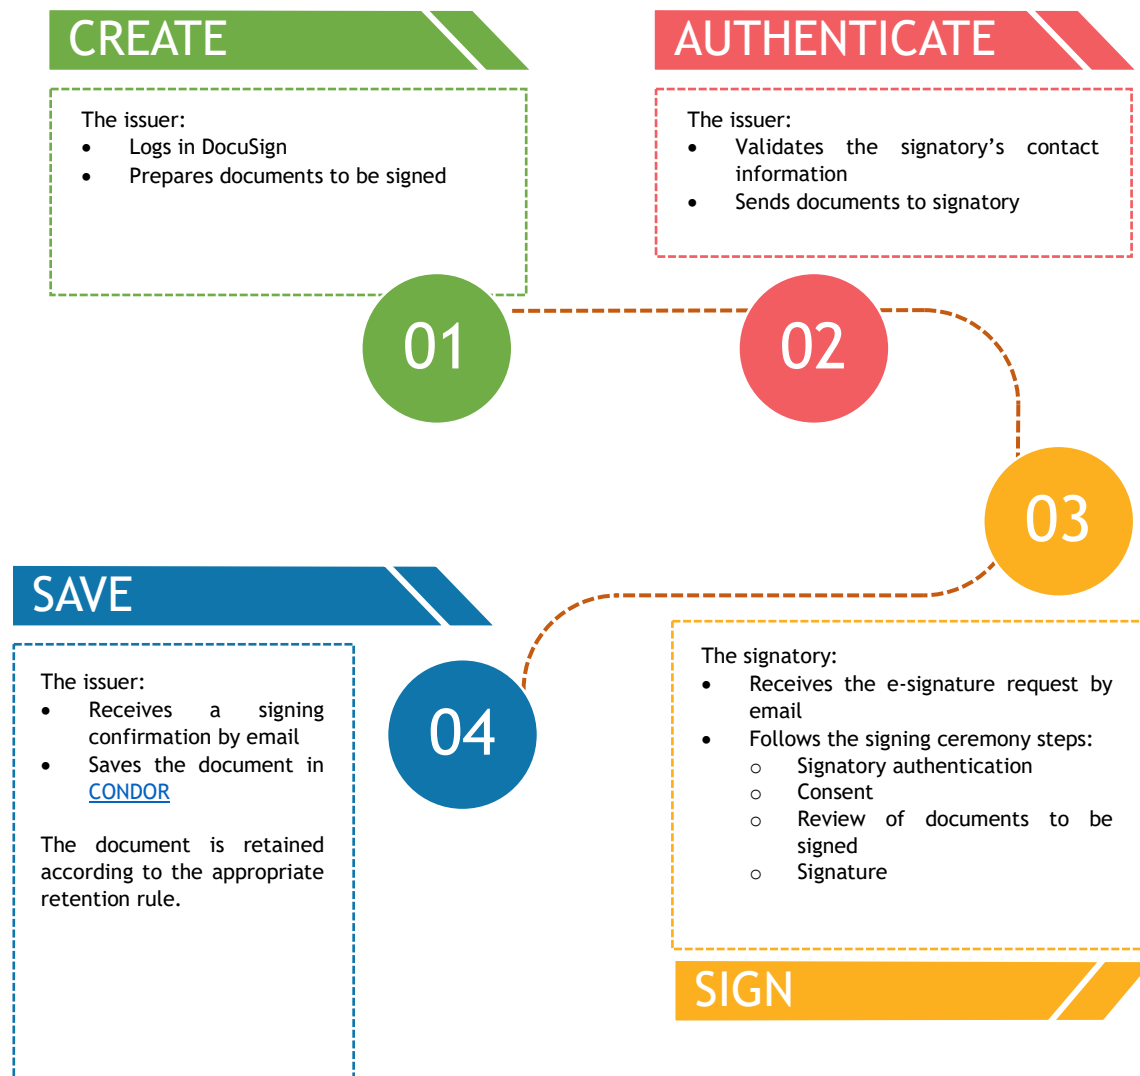 CREATE
The issuer:
• Logs in DocuSign
• Prepares documents to be signed
AUTHENTICATE
The issuer:
• Validates the signatory’s contact
information
• Sends documents to signatory
01
02
03
SAVE
The issuer:
• Receives a signing
confirmation by email
• Saves the document in
CONDOR
The document is retained
according to the appropriate
retention rule.
04
The signatory:
• Receives the e-signature request by
email
• Follows the signing ceremony steps:
o Signatory authentication
o Consent
o Review of documents to be
signed
o Signature
SIGN